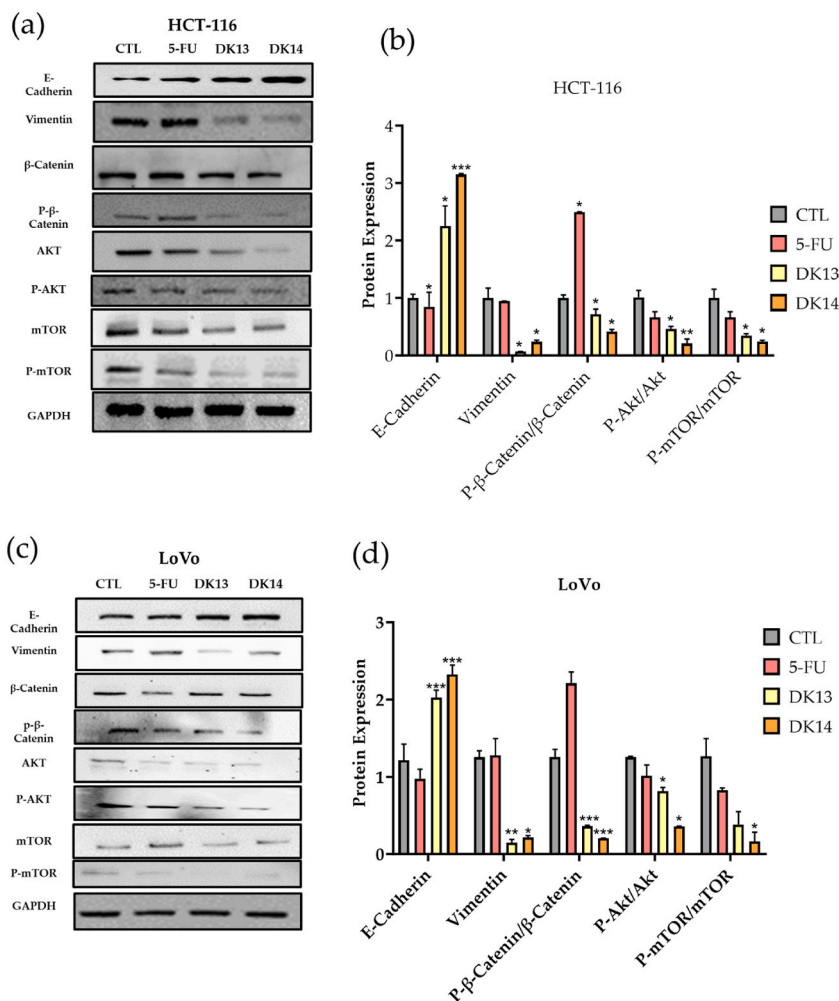 (a)
HCT-116
CTL 5-FU DK13 DK14
E-
Cadherin
Vimentin
β-Catenin
P-β-
Catenin
AKT
P-AKT
mTOR
P-mTOR
GAPDH
(b)
HCT-116
Protein Expression
4
3
2
1
0
* * ***
* *
* * *
* **
* *
E-Cadherin
Vimentin
P-β-Catenin/β-Catenin
P-Akt/Akt
P-mTOR/mTOR
CTL
5-FU
DK13
DK14
(c)
LoVo
CTL 5-FU DK13 DK14
E-
Cadherin
Vimentin
β-Catenin
p-β-
Catenin
AKT
P-AKT
mTOR
P-mTOR
GAPDH
(d)
LoVo
Protein Expression
3
2
1
0
*** ***
** *
*** ***
* *
*
E-Cadherin
Vimentin
P-β-Catenin/β-Catenin
P-Akt/Akt
P-mTOR/mTOR
CTL
5-FU
DK13
DK14